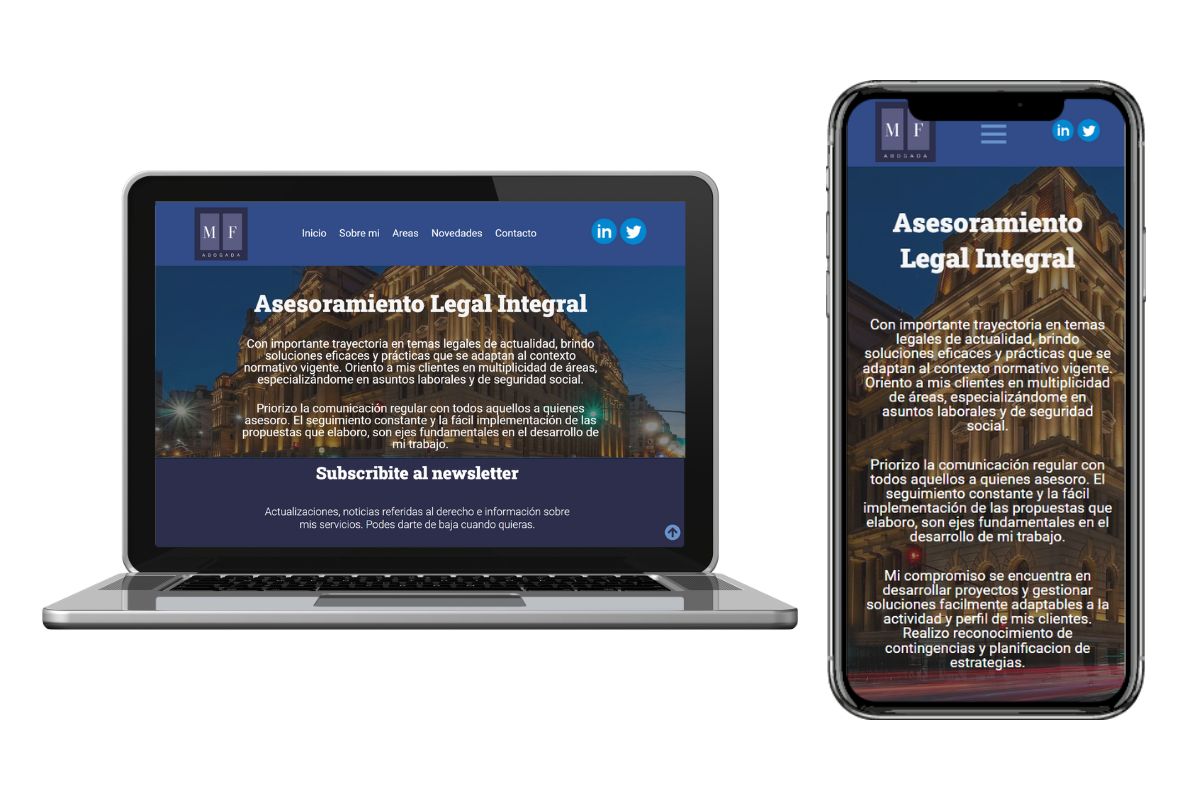 M F
ABOGADA
Inicio Sobre mi Areas Novedades Contacto
in
Asesoramiento Legal Integral
Con importante trayectoria en temas legales de actualidad, brindo
soluciones eficaces y prácticas que se adaptan al contexto
normativo vigente. Oriento a mis clientes en multiplicidad de áreas,
especializándome en asuntos laborales y de seguridad social.
Priorizo la comunicación regular con todos aquellos a quienes
asesoro. El seguimiento constante y la fácil implementación de las
propuestas que elaboro, son ejes fundamentales en el desarrollo de
mi trabajo.
Subscribite al newsletter
Actualizaciones, noticias referidas al derecho e información sobre
mis servicios. Podes darte de baja cuando quieras.
M F
ABOGADA
in
Asesoramiento
Legal Integral
Con importante trayectoria en temas
legales de actualidad, brindo
soluciones eficaces y prácticas que se
adaptan al contexto normativo vigente.
Oriento a mis clientes en multiplicidad
de áreas, especializándome en
asuntos laborales y de seguridad
social.
Priorizo la comunicación regular con
todos aquellos a quienes asesoro. El
seguimiento constante y la fácil
implementación de las propuestas que
elaboro, son ejes fundamentales en el
desarrollo de mi trabajo.
Mi compromiso se encuentra en
desarrollar proyectos y gestionar
soluciones facilmente adaptables a la
actividad y perfil de mis clientes.
Realizo reconocimiento de
contingencias y planificacion de
estrategias.